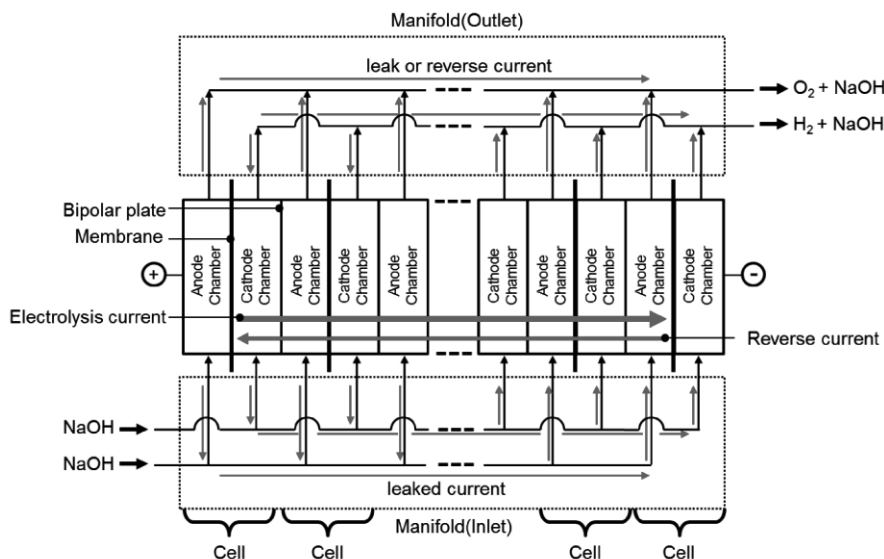 Manifold(Outlet)
leak or reverse current
O2 + NaOH
H2 + NaOH
Bipolar plate
Membrane
+
Anode
Chamber
Cathode
Chamber
Anode
Chamber
Cathode
Chamber
Anode
Chamber
Cathode
Chamber
Anode
Chamber
Cathode
Chamber
Anode
Chamber
Cathode
Chamber
-
Electrolysis current
Reverse current
NaOH
NaOH
leaked current
Manifold(Inlet)
Cell
Cell
Cell
Cell